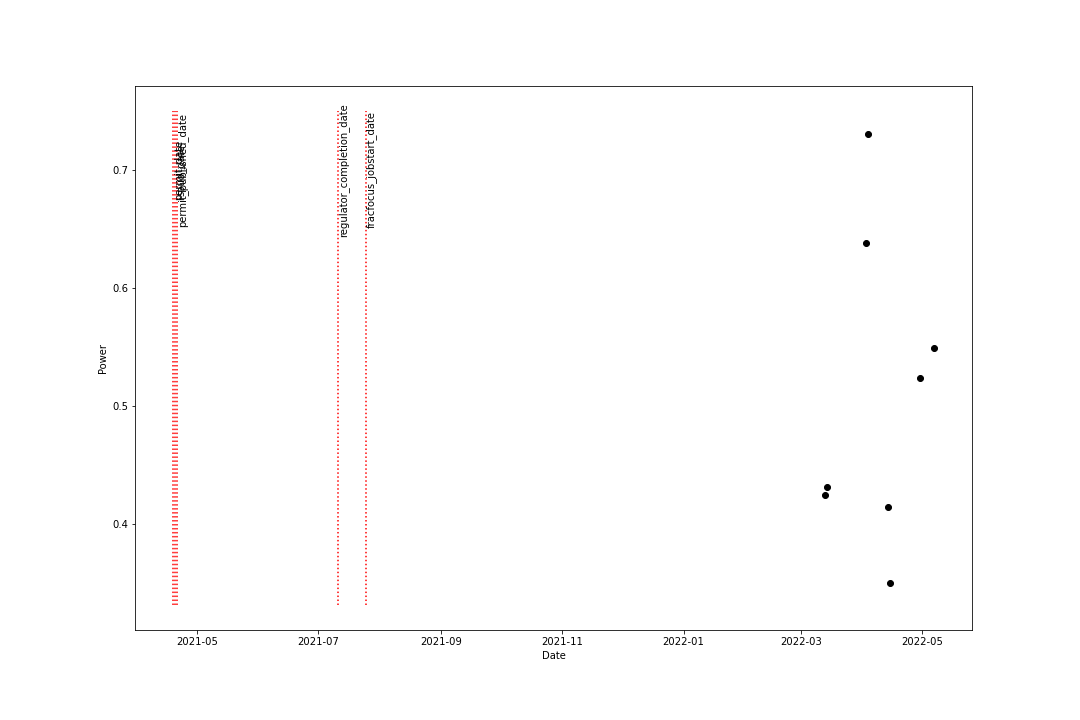 permit_published_date
regulator_completion_date
fracfocus_jobstart_date
0.7
0.6
0.5
0.4
Power
2021-05
2021-07
2021-09
2021-11
2022-01
2022-03
2022-05
Date